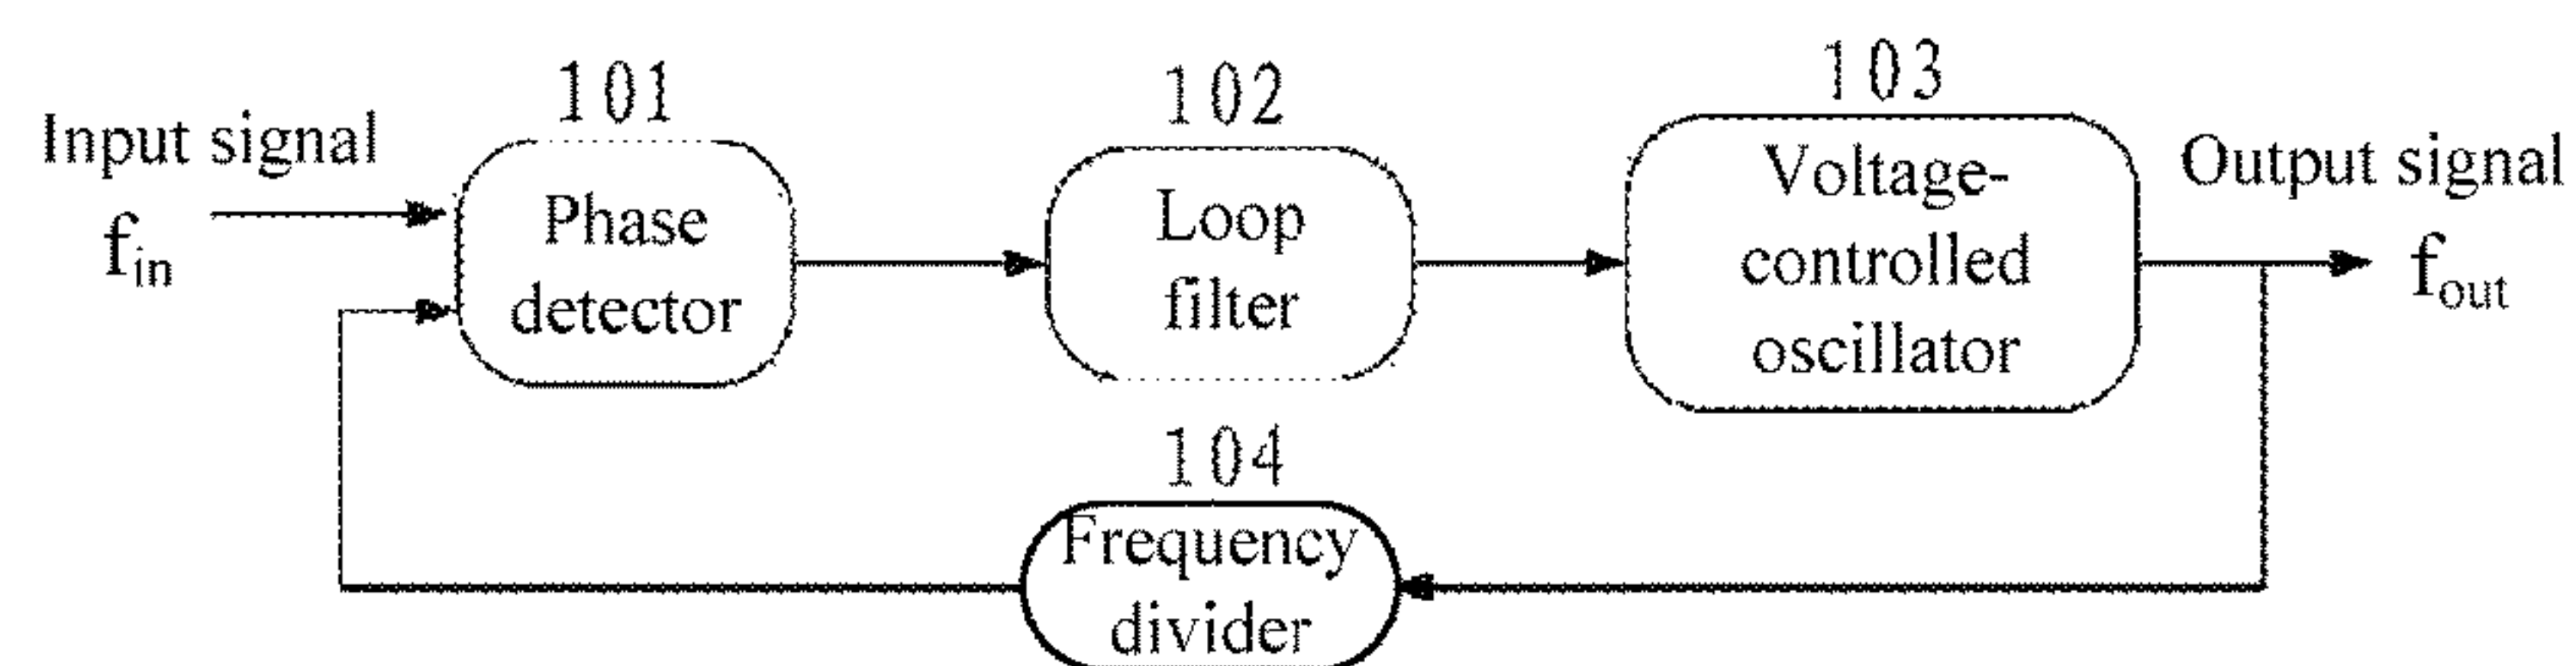 101
102
103
Input signal
f_in
Phase
detector
Loop
filter
Voltage-
controlled
oscillator
Output signal
f_out
104
Frequency
divider